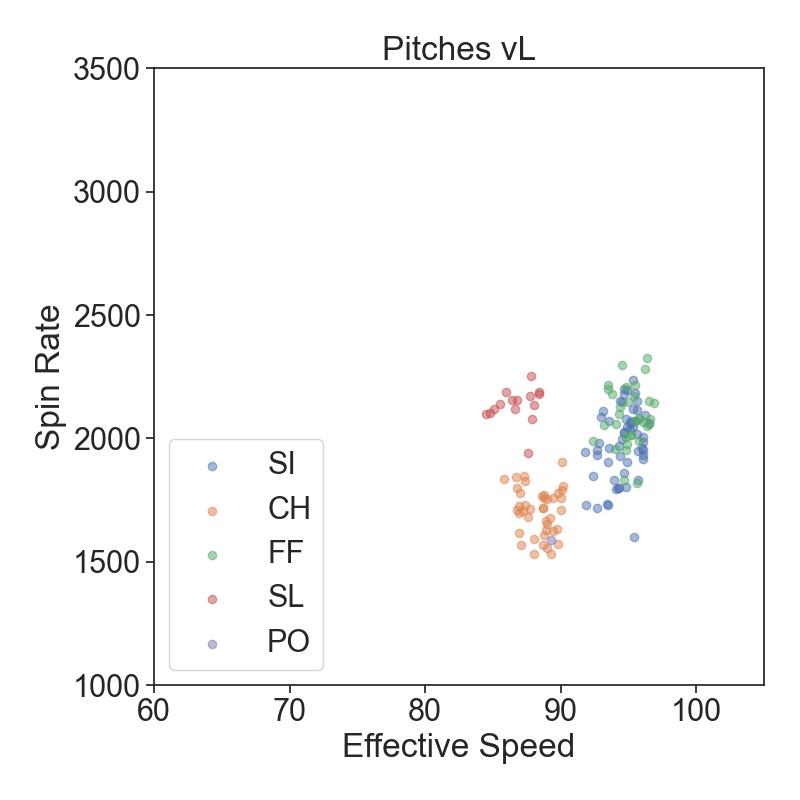 Pitches vL
3500
3000
2500
2000
1500
1000
Spin Rate
SI
CH
FF
SL
PO
60 70 80 90 100
Effective Speed